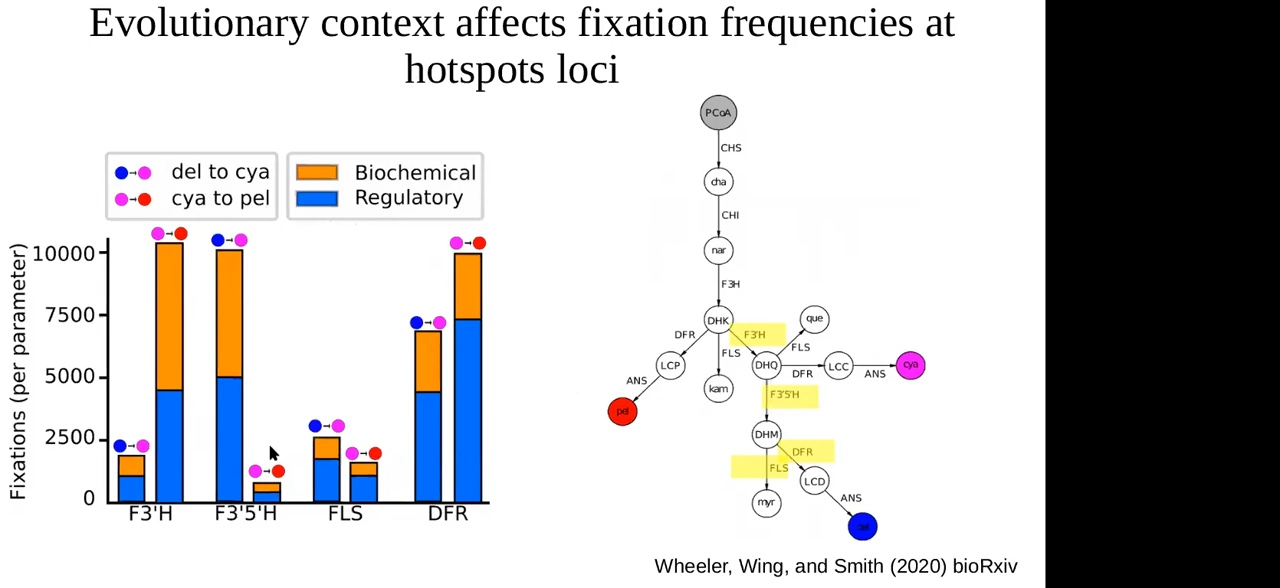 Evolutionary context affects fixation frequencies at
hotspots loci
del to cya
cya to pel
Biochemical
Regulatory
Fixations (per parameter)
10000
7500
5000
2500
0
F3'H
F3'5'H
FLS
DFR
PCoA
CHS
cha
CHI
nar
F3H
DHK
DFR
F3'H
que
FLS
FLS
LCP
DHQ
DFR
LCC
ANS
cya
ANS
kam
F3'5'H
pel
DHM
DFR
FLS
LCD
ANS
myr
del
Wheeler, Wing, and Smith (2020) bioRxiv